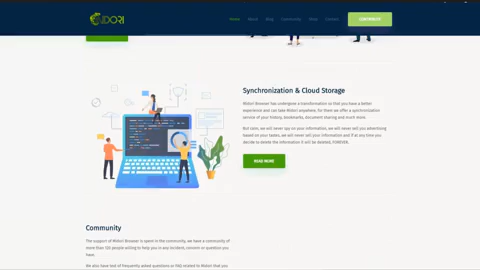 MIDORI
Home About Blog Community Help Contact CONTRIBUTE
Synchronization & Cloud Storage
Midori Browser has undergone a transformation so that you have a better
experience and can take Midori anywhere, for there we offer a synchronization
service of your history, bookmarks, document sharing and much more.
But calm, we will never spy on your information, we will never sell you advertising
based on your tastes, we will never sell your information and if at any time you
decide to delete the information it will be deleted, FOREVER.
READ MORE
Community
The support of Midori Browser is spent in the community, we have a community of
more than 100 people willing to help you in any incident, concern or question you
have.
We also have lost of frequently asked questions or FAQ related to Midori that you